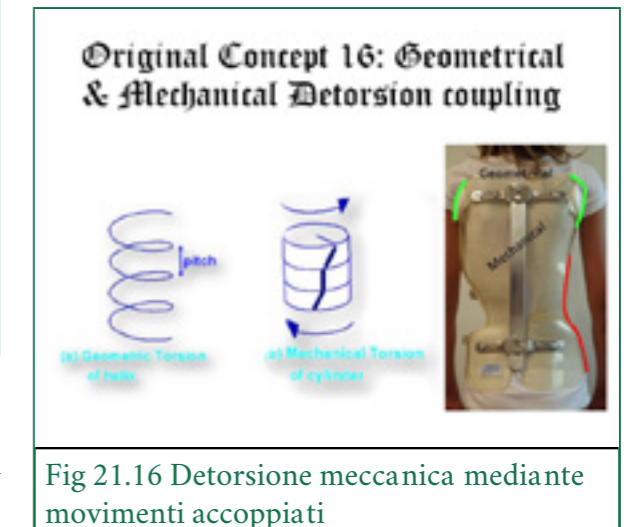 Original Concept 16: Geometrical
& Mechanical Detorsion coupling
Geometrical
pitch
Mechanical
(a) Geometric Torsion
of helix
Mechanical Torsion
of cylinder
Fig 21.16 Detorsione meccanica mediante
movimenti accoppiati